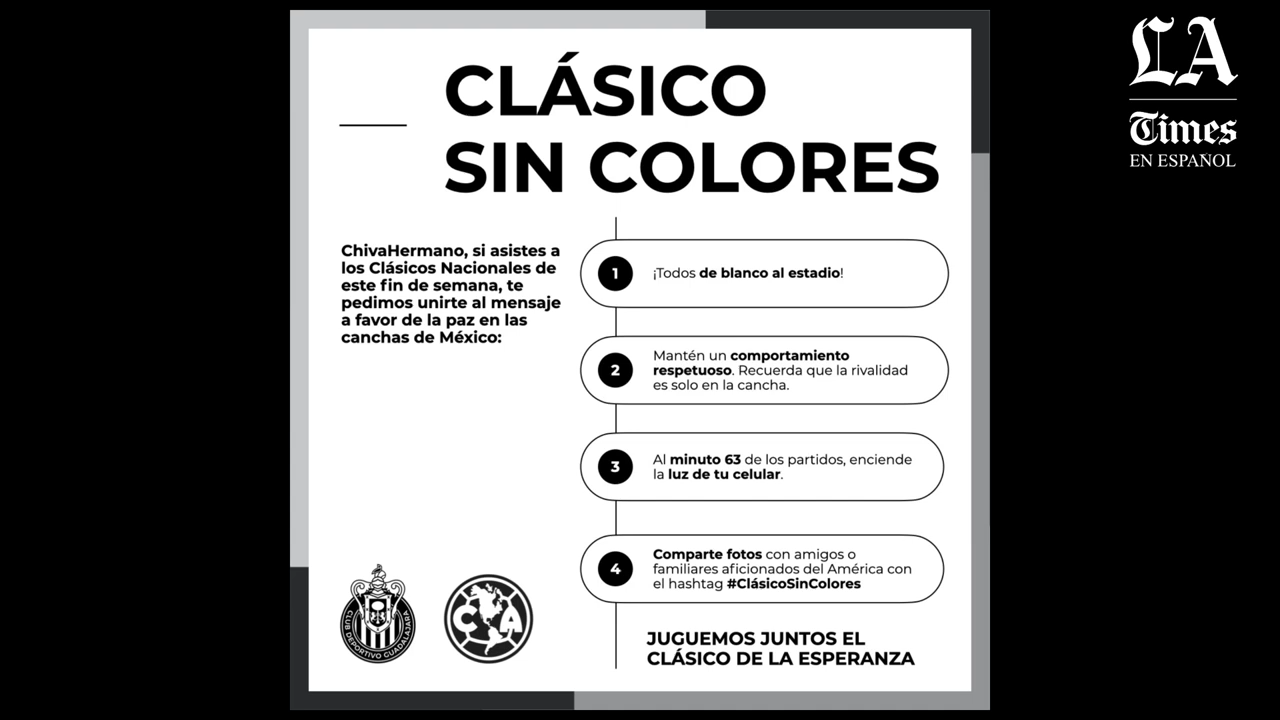 CLÁSICO
SIN COLORES
ChivaHermano, si asistes a
los Clásicos Nacionales de
este fin de semana, te
pedimos unirte al mensaje
a favor de la paz en las
canchas de México:
1
¡Todos de blanco al estadio!
2
Mantén un comportamiento
respetuoso. Recuerda que la rivalidad
es solo en la cancha.
3
Al minuto 63 de los partidos, enciende
la luz de tu celular.
4
Comparte fotos con amigos o
familiares aficionados del América con
el hashtag #ClásicoSinColores
JUGUEMOS JUNTOS EL
CLÁSICO DE LA ESPERANZA
CLUB DEPORTIVO GUADALAJARA
CA
LA
Times
EN ESPAÑOL